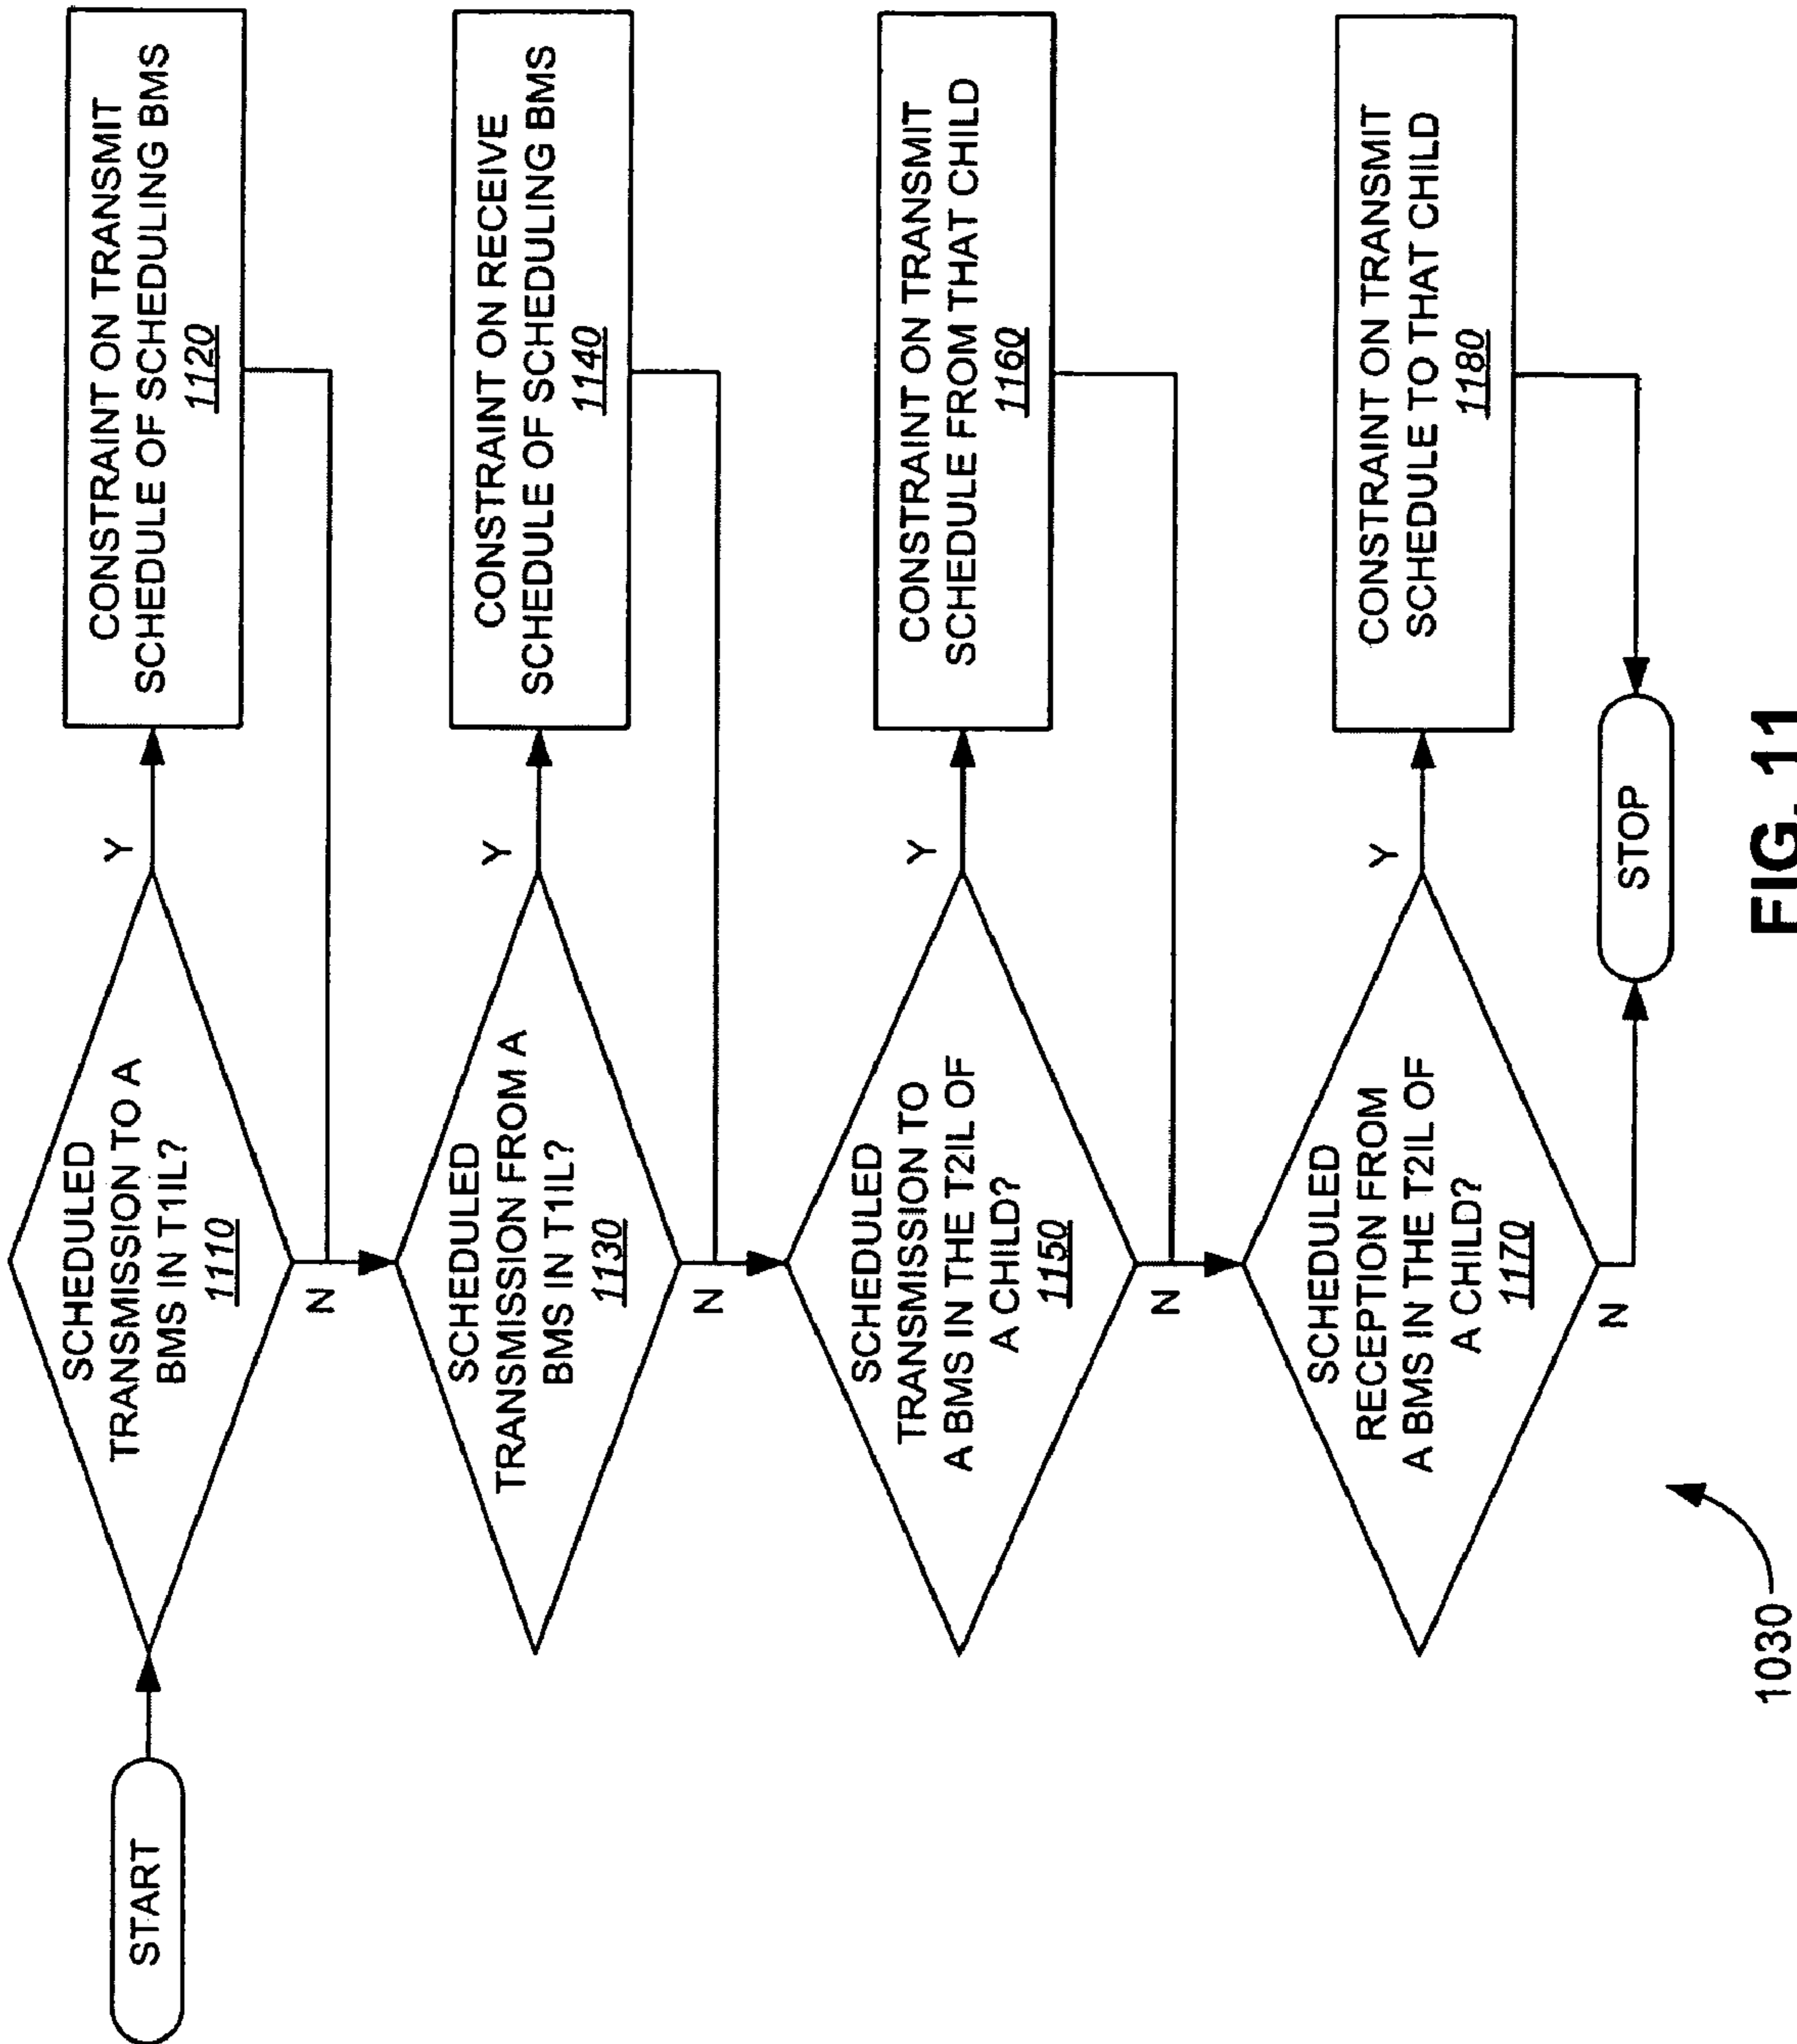 START
SCHEDULED
TRANSMISSION TO A
BMS IN T1IL?
1110
Y
N
CONSTRAINT ON TRANSMIT
SCHEDULE OF SCHEDULING BMS
1120
SCHEDULED
TRANSMISSION FROM A
BMS IN T1IL?
1130
Y
N
CONSTRAINT ON RECEIVE
SCHEDULE OF SCHEDULING BMS
1140
SCHEDULED
TRANSMISSION TO
A BMS IN THE T2IL OF
A CHILD?
1150
Y
N
CONSTRAINT ON TRANSMIT
SCHEDULE FROM THAT CHILD
1160
SCHEDULED
RECEPTION FROM
A BMS IN THE T2IL OF
A CHILD?
1170
Y
N
CONSTRAINT ON TRANSMIT
SCHEDULE TO THAT CHILD
1180
STOP
1030
FIG. 11